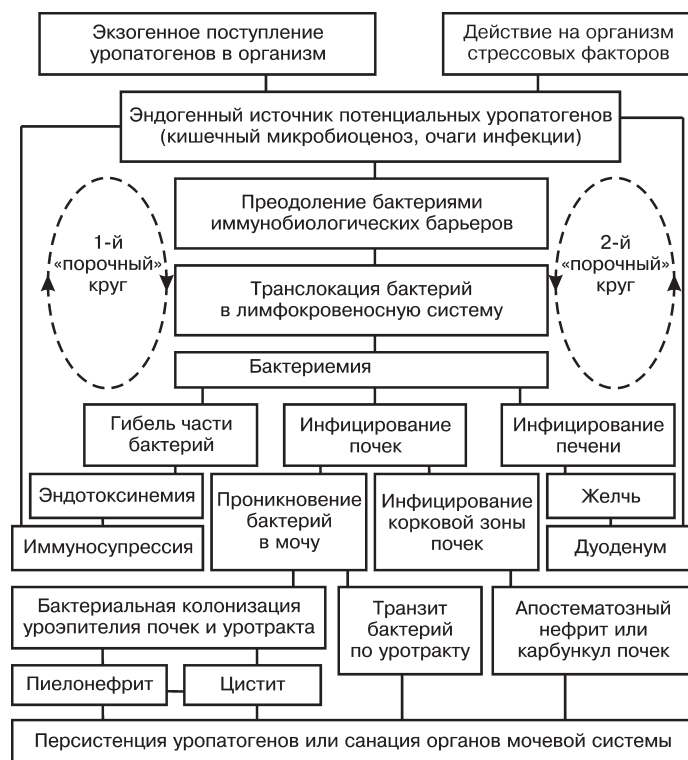 Экзогенное поступление
уропатогенов в организм
Действие на организм
стрессовых факторов
Эндогенный источник потенциальных уропатогенов
(кишечный микробиоценоз, очаги инфекции)
Преодоление бактериями
иммунобиологических барьеров
1-й
«порочный»
круг
2-й
«порочный»
круг
Транслокация бактерий
в лимфокровеносную систему
Бактериемия
Гибель части
бактерий
Инфицирование
почек
Инфицирование
печени
Эндотоксинемия
Иммуносупрессия
Проникновение
бактерий
в мочу
Инфицирование
корковой зоны
почек
Желчь
Дуоденум
Бактериальная колонизация
уроэпителия почек и уротракта
Транзит
бактерий
по уротракту
Апостематозный
нефрит или
карбункул почек
Пиелонефрит
Цистит
Персистенция уропатогенов или санация органов мочевой системы